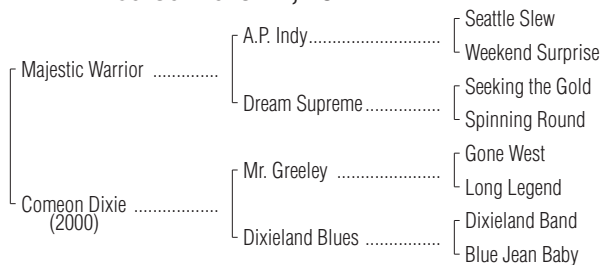 Seattle Slew
A.P. Indy
Weekend Surprise
Majestic Warrior
Seeking the Gold
Dream Supreme
Spinning Round
Gone West
Mr. Greeley
Long Legend
Comeon Dixie
(2000)
Dixieland Band
Dixieland Blues
Blue Jean Baby